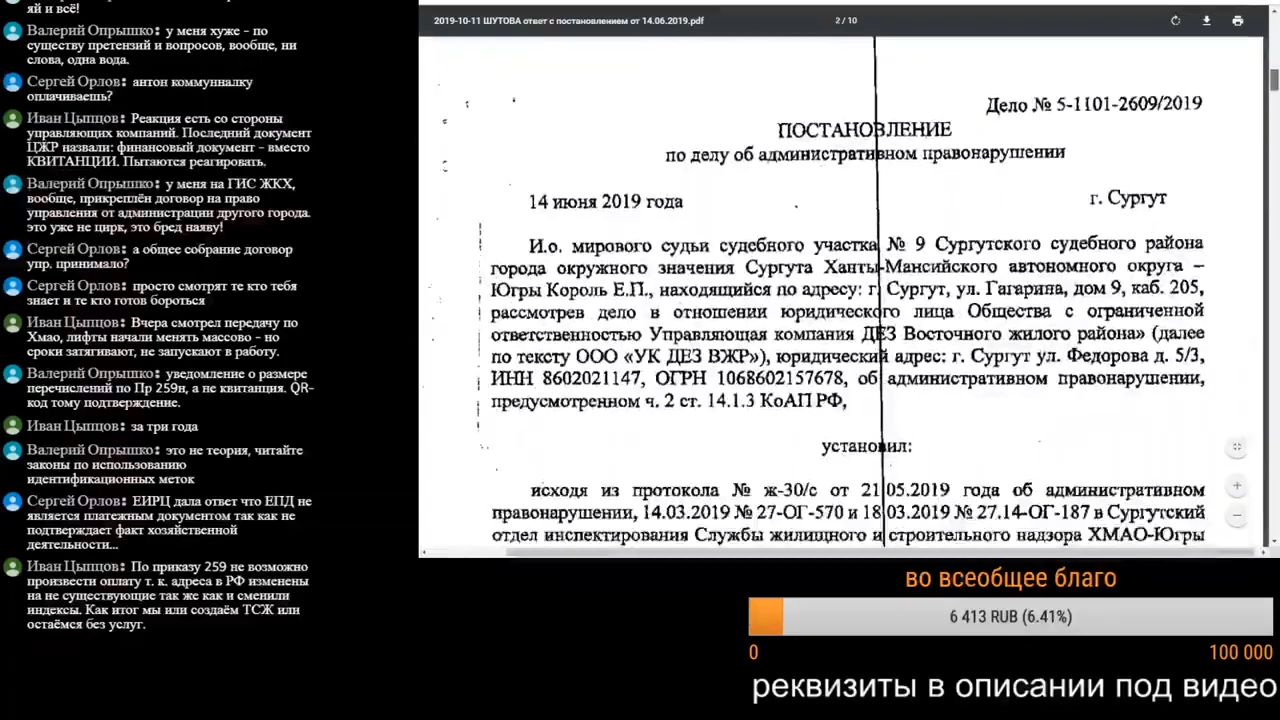 яй и всё!
Валерий Опрышко: у меня хуже - по
существу претензий и вопросов, вообще, ни
слова, одна вода.
Сергей Орлов: антон коммунналку
оплачиваешь?
Иван Цыпцов: Реакция есть со стороны
управляющих компаний. Последний документ
ЦЖР назвали: финансовый документ - вместо
КВИТАНЦИИ. Пытаются реагировать.
Валерий Опрышко: у меня на ГИС ЖКХ,
вообще, прикреплён договор на право
управления от администрации другого города.
это уже не цирк, это бред наяву!
Сергей Орлов: а общее собрание договор
упр. принимало?
Сергей Орлов: просто смотрят те кто тебя
знает и те кто готов бороться
Иван Цыпцов: Вчера смотрел передачу по
Хмао, лифты начали менять массово - но
сроки затягивают, не запускают в работу.
Валерий Опрышко: уведомление о размере
перечислений по Пр 259н, а не квитанция. QR-
код тому подтверждение.
Иван Цыпцов: за три года
Валерий Опрышко: это не теория, читайте
законы по использованию
идентификационных меток
Сергей Орлов: ЕИРЦ дала ответ что ЕПД не
является платежным документом так как не
подтверждает факт хозяйственной
деятельности...
Иван Цыпцов: По приказу 259 не возможно
произвести оплату т. к. адреса в РФ изменены
на не существующие так же как и сменили
индексы. Как итог мы или создаём ТСЖ или
остаёмся без услуг.
2019-10-11 ШУТОВА ответ с постановлением от 14.06.2019.pdf
2 / 10
Дело № 5-1101-2609/2019
ПОСТАНОВЛЕНИЕ
по делу об административном правонарушении
14 июня 2019 года г. Сургут
И.о. мирового судьи судебного участка № 9 Сургутского судебного района
города окружного значения Сургута Ханты-Мансийского автономного округа –
Югры Король Е.П., находящийся по адресу: г. Сургут, ул. Гагарина, дом 9, каб. 205,
рассмотрев дело в отношении юридического лица Общества с ограниченной
ответственностью Управляющая компания ДЕЗ Восточного жилого района» (далее
по тексту ООО «УК ДЕЗ ВЖР»), юридический адрес: г. Сургут ул. Федорова д. 5/3,
ИНН 8602021147, ОГРН 1068602157678, об административном правонарушении,
предусмотренном ч. 2 ст. 14.1.3 КоАП РФ,
установил:
исходя из протокола № ж-30/с от 21.05.2019 года об административном
правонарушении, 14.03.2019 № 27-ОГ-570 и 18.03.2019 № 27.14-ОГ-187 в Сургутский
отдел инспектирования Службы жилищного и строительного надзора ХМАО-Югры
во всеобщее благо
6 413 RUB (6.41%)
0 100 000
реквизиты в описании под видео